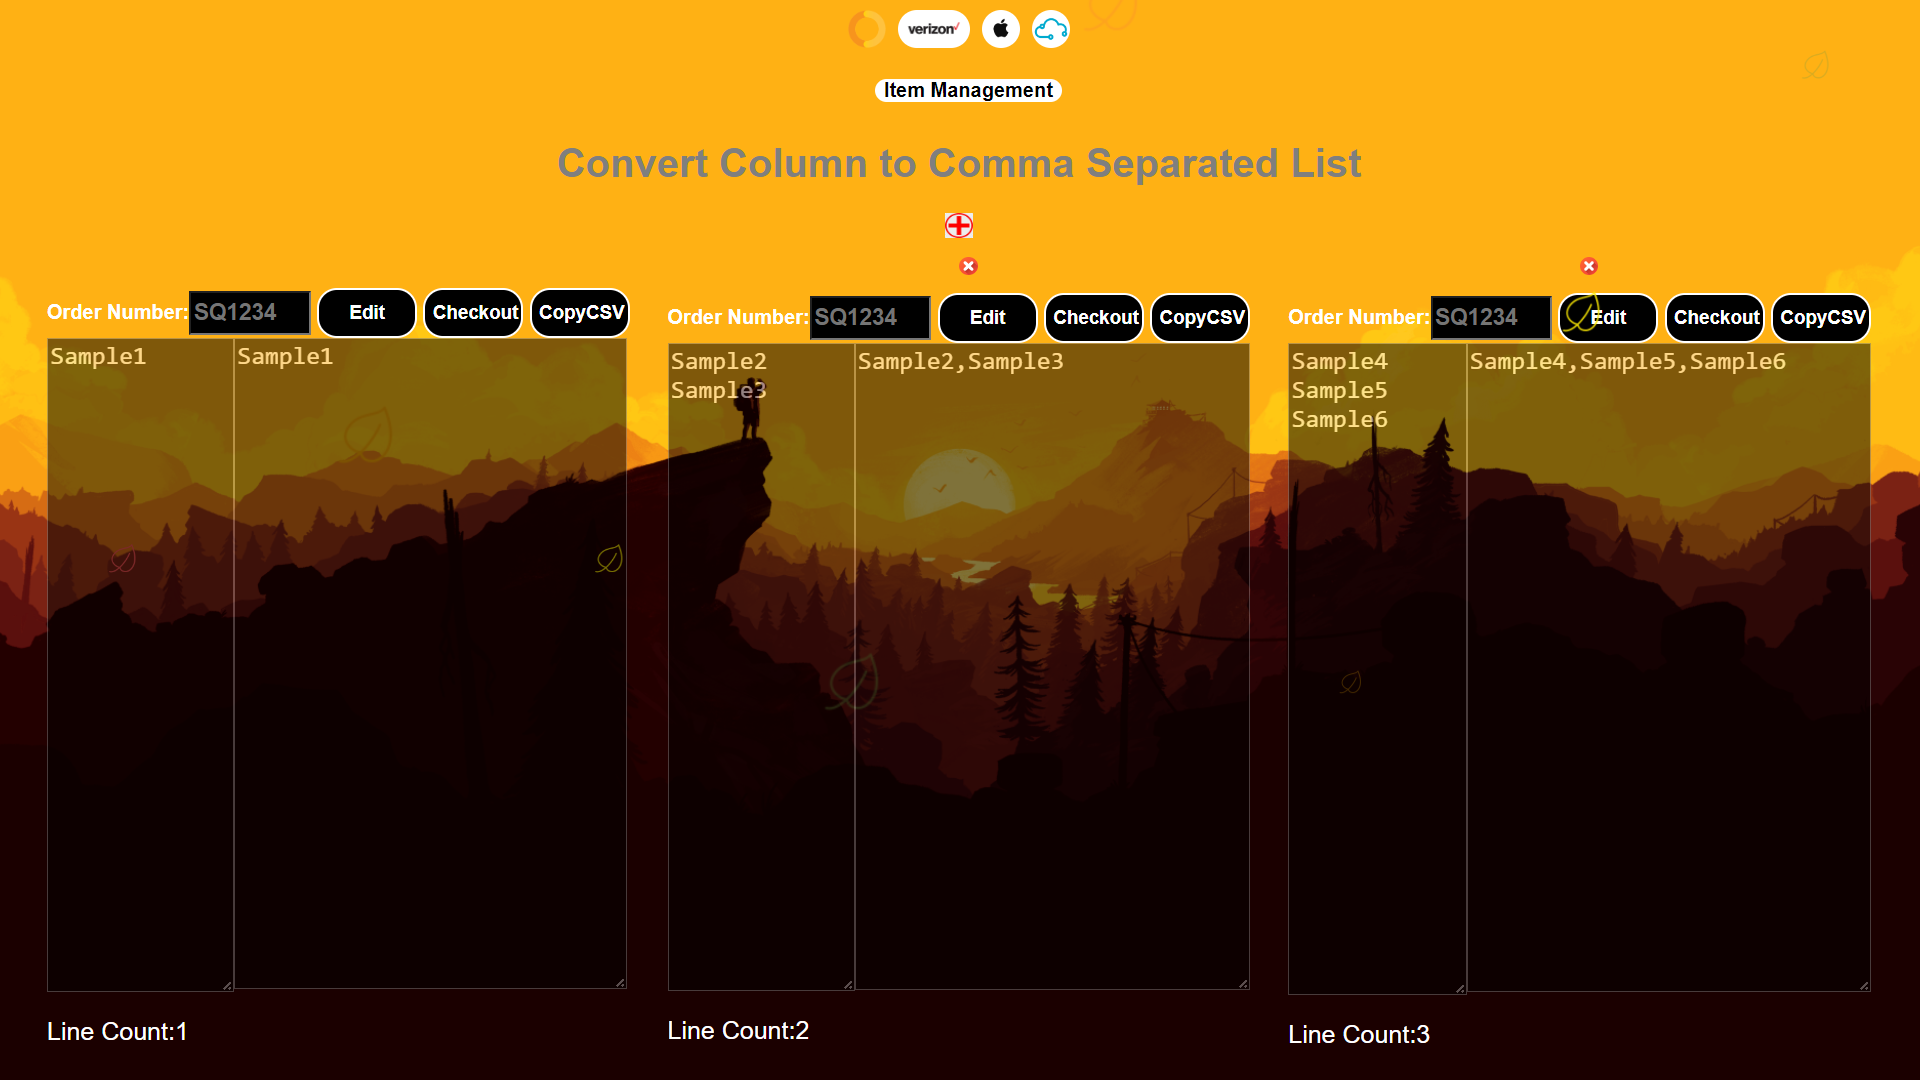 verizon
Item Management
Convert Column to Comma Separated List
Order Number: SQ1234 Edit Checkout CopyCSV
Sample1
Sample1
Line Count:1
Order Number: SQ1234 Edit Checkout CopyCSV
Sample2
Sample3
Sample2,Sample3
Line Count:2
Order Number: SQ1234 Edit Checkout CopyCSV
Sample4
Sample5
Sample6
Sample4,Sample5,Sample6
Line Count:3